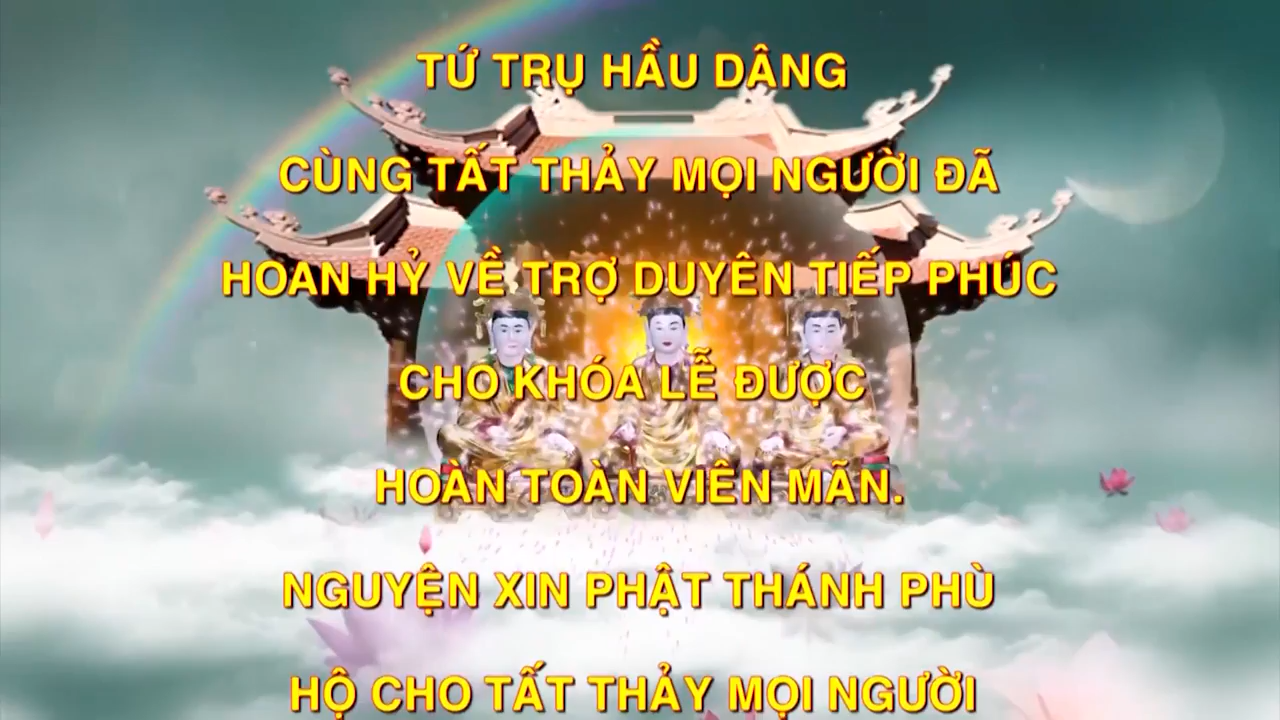 TỨ TRỤ HẦU DÂNG
CÙNG TẤT THẢY MỌI NGƯỜI ĐÃ
HOAN HỶ VỀ TRỢ DUYÊN TIẾP PHÚC
CHO KHÓA LỄ ĐƯỢC
HOÀN TOÀN VIÊN MÃN.
NGUYỆN XIN PHẬT THÁNH PHÙ
HỘ CHO TẤT THẢY MỌI NGƯỜI